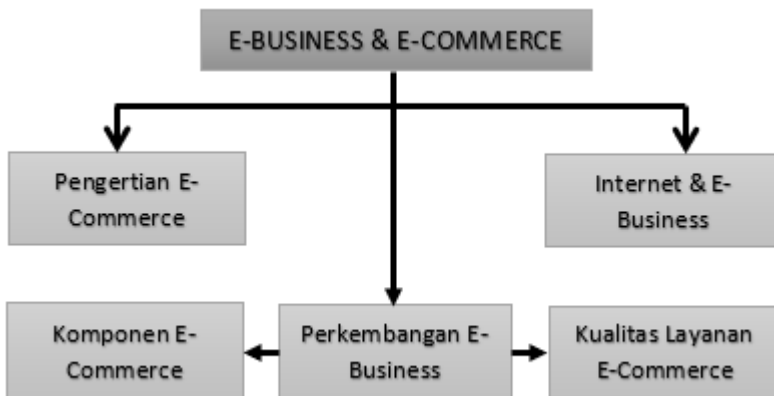 E-BUSINESS & E-COMMERCE
Pengertian E-
Commerce
Internet & E-
Business
Komponen E-
Commerce
Perkembangan E-
Business
Kualitas Layanan
E-Commerce